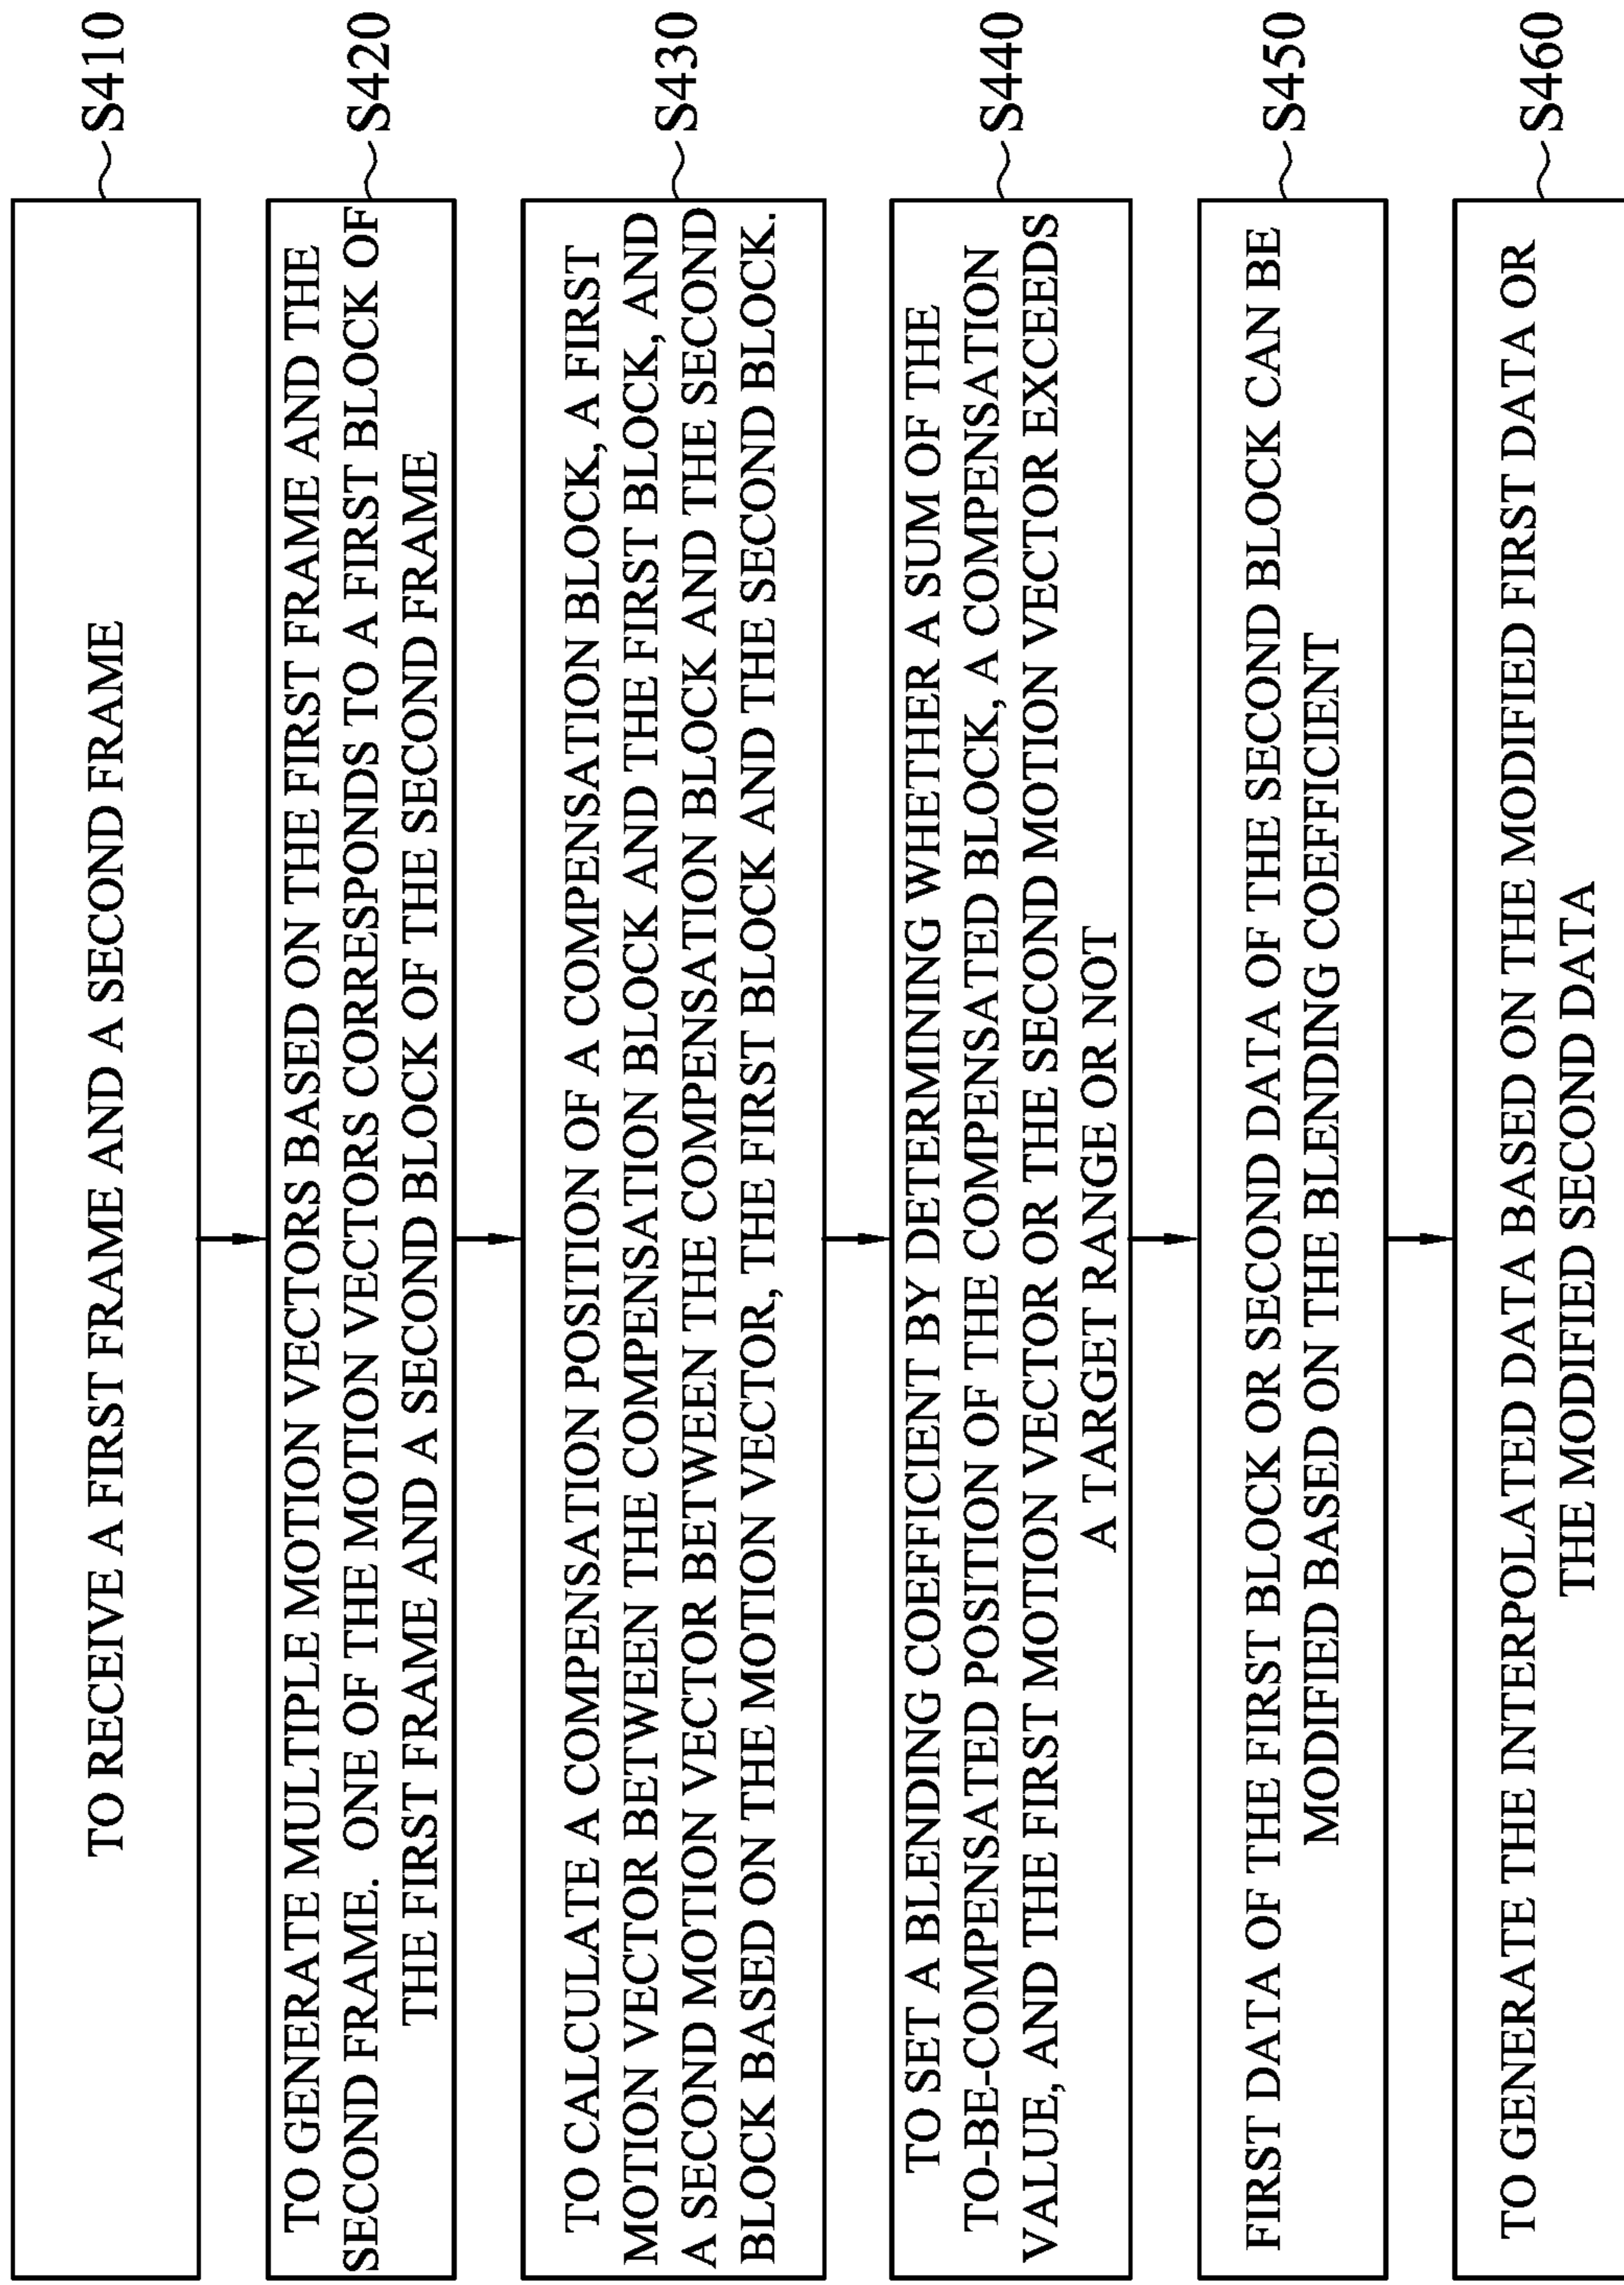 TO RECEIVE A FIRST FRAME AND A SECOND FRAME
S410
TO GENERATE MULTIPLE MOTION VECTORS BASED ON THE FIRST FRAME AND THE
SECOND FRAME. ONE OF THE MOTION VECTORS CORRESPONDS TO A FIRST BLOCK OF
THE FIRST FRAME AND A SECOND BLOCK OF THE SECOND FRAME
S420
TO CALCULATE A COMPENSATION POSITION OF A COMPENSATION BLOCK, A FIRST
MOTION VECTOR BETWEEN THE COMPENSATION BLOCK AND THE FIRST BLOCK, AND
A SECOND MOTION VECTOR BETWEEN THE COMPENSATION BLOCK AND THE SECOND
BLOCK BASED ON THE MOTION VECTOR, THE FIRST BLOCK AND THE SECOND BLOCK.
S430
TO SET A BLENDING COEFFICIENT BY DETERMINING WHETHER A SUM OF THE
TO-BE-COMPENSATED POSITION OF THE COMPENSATED BLOCK, A COMPENSATION
VALUE, AND THE FIRST MOTION VECTOR OR THE SECOND MOTION VECTOR EXCEEDS
A TARGET RANGE OR NOT
S440
FIRST DATA OF THE FIRST BLOCK OR SECOND DATA OF THE SECOND BLOCK CAN BE
MODIFIED BASED ON THE BLENDING COEFFICIENT
S450
TO GENERATE THE INTERPOLATED DATA BASED ON THE MODIFIED FIRST DATA OR
THE MODIFIED SECOND DATA
S460